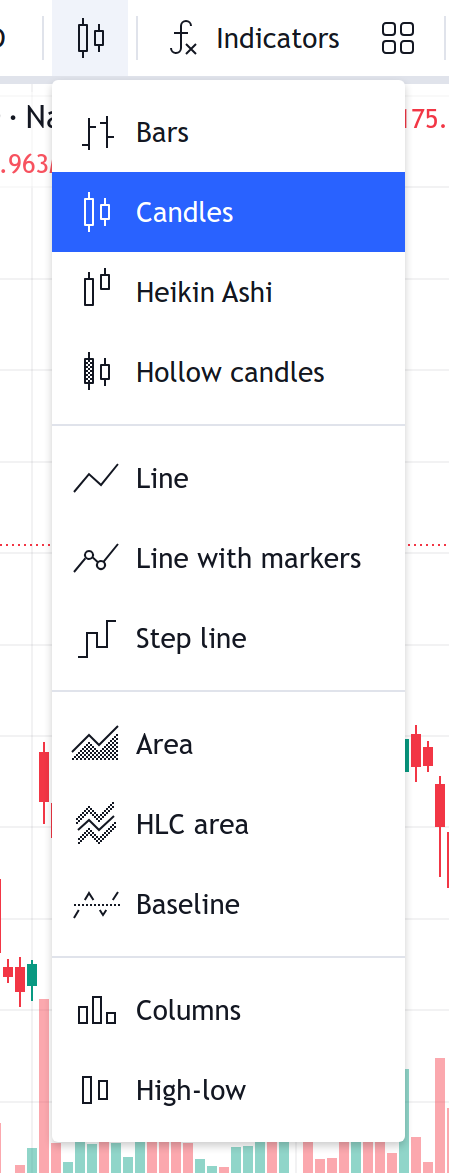 Indicators
· Na
175.
.963
Bars
Candles
Heikin Ashi
Hollow candles
Line
Line with markers
Step line
Area
HLC area
Baseline
Columns
High-low